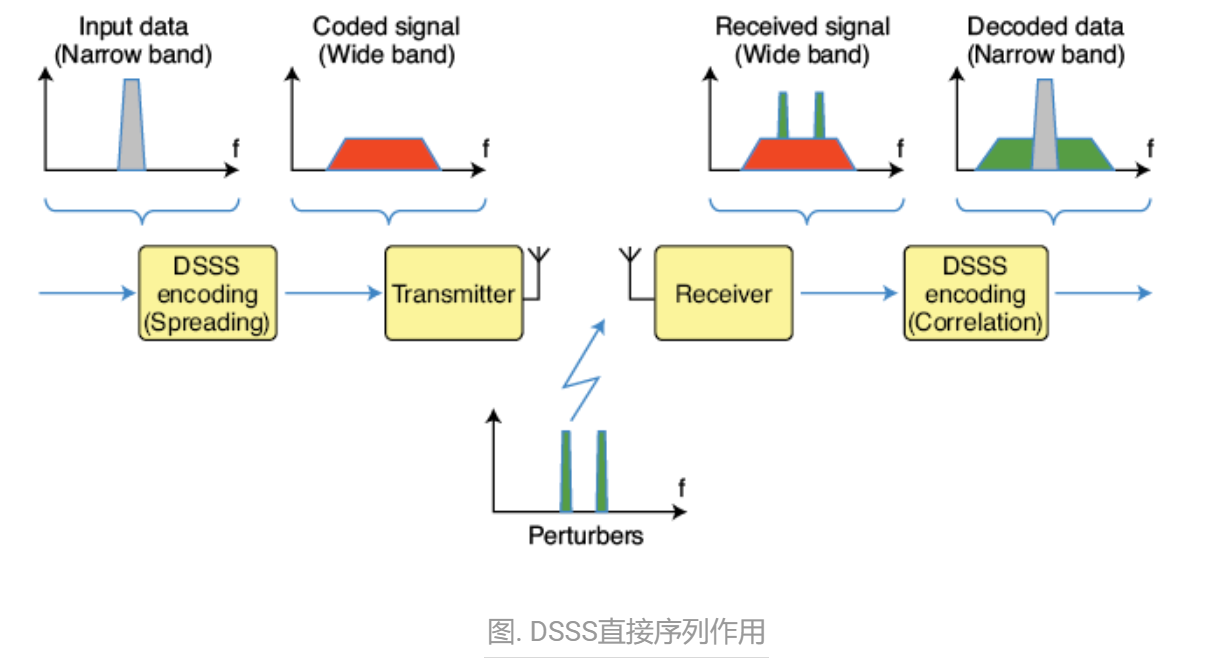 Input data
(Narrow band)
Coded signal
(Wide band)
Received signal
(Wide band)
Decoded data
(Narrow band)
f
f
f
f
DSSS
encoding
(Spreading)
Transmitter
Receiver
DSSS
encoding
(Correlation)
f
Perturbers
图. DSSS直接序列作用